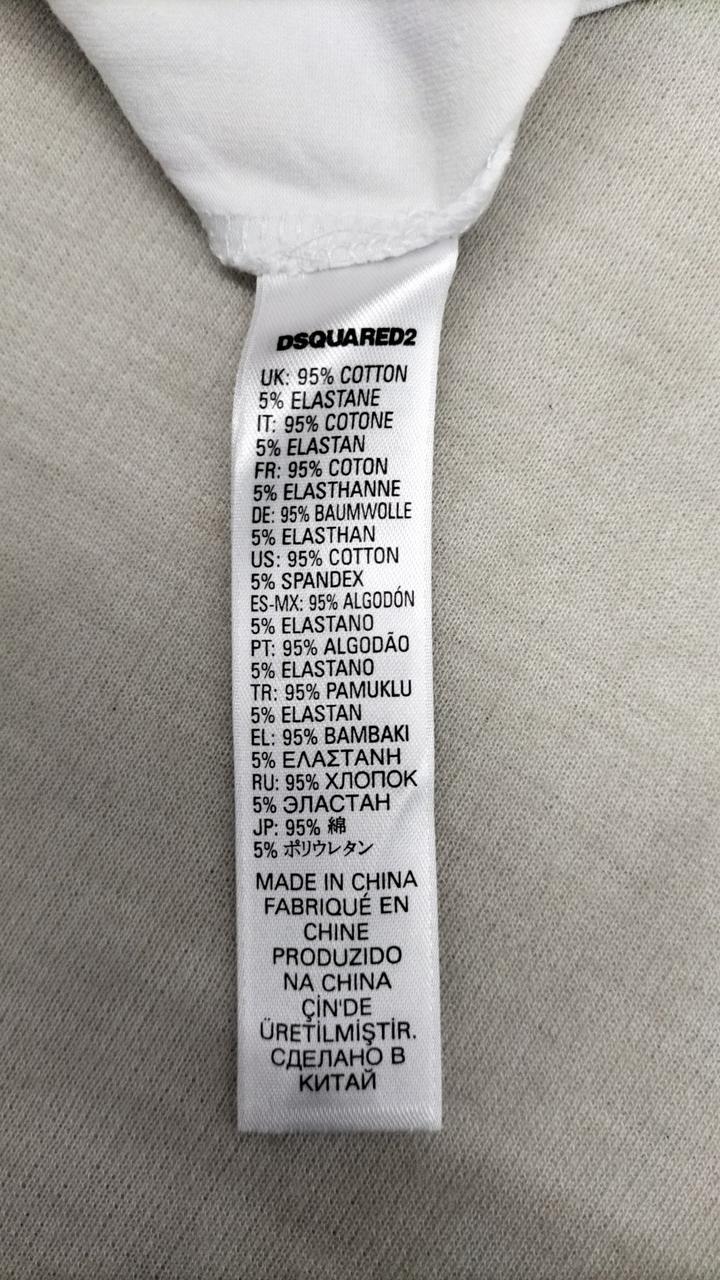 DSQUARED2
UK: 95% COTTON
5% ELASTANE
IT: 95% COTONE
5% ELASTAN
FR: 95% COTON
5% ELASTHANNE
DE: 95% BAUMWOLLE
5% ELASTHAN
US: 95% COTTON
5% SPANDEX
ES-MX: 95% ALGODÓN
5% ELASTANO
PT: 95% ALGODÃO
5% ELASTANO
TR: 95% PAMUKLU
5% ELASTAN
EL: 95% BAMBAKI
5% ΕΛΑΣΤΑΝΗ
RU: 95% ХЛОПОК
5% ЭЛАСТАН
JP: 95% 綿
5% ポリウレタン
MADE IN CHINA
FABRIQUÉ EN
CHINE
PRODUZIDO
NA CHINA
ÇİN'DE
ÜRETİLMİŞTİR.
СДЕЛАНО В
КИТАЙ